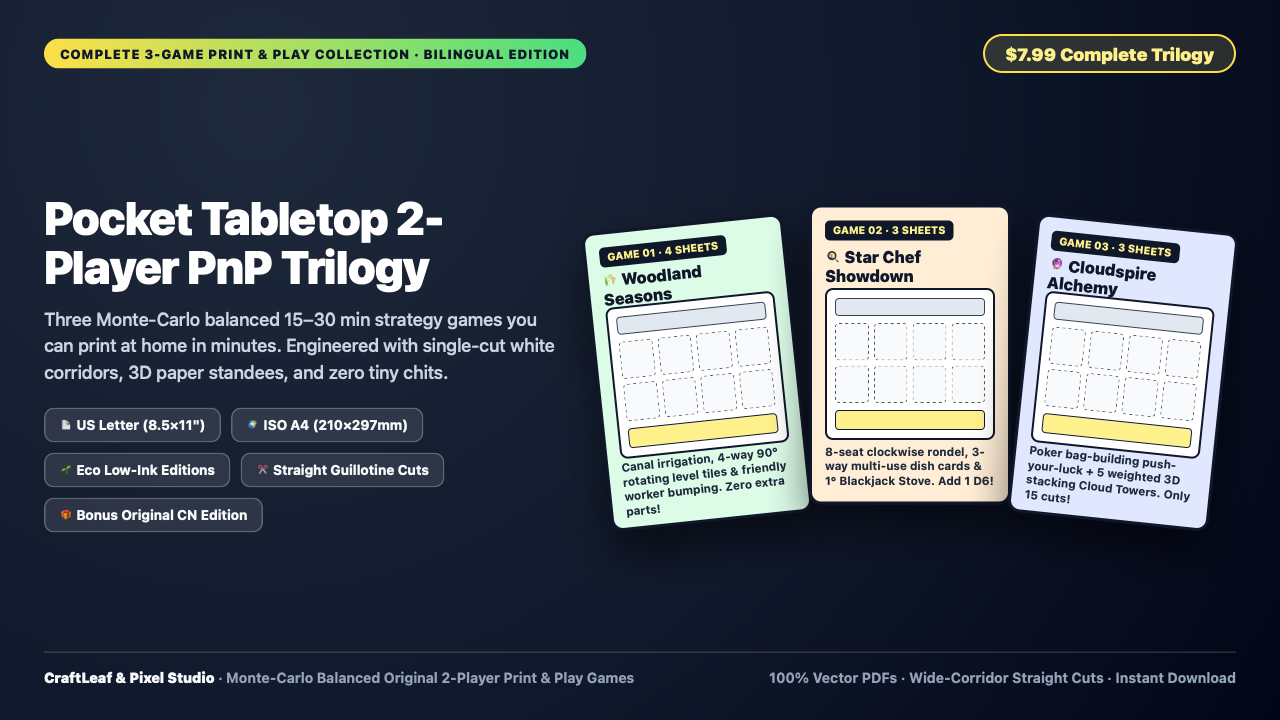 COMPLETE 3-GAME PRINT & PLAY COLLECTION · BILINGUAL EDITION
$7.99 Complete Trilogy
Pocket Tabletop 2-
Player PnP Trilogy
Three Monte-Carlo balanced 15–30 min strategy games you
can print at home in minutes. Engineered with single-cut white
corridors, 3D paper standees, and zero tiny chits.
US Letter (8.5×11")
ISO A4 (210×297mm)
Eco Low-Ink Editions
Straight Guillotine Cuts
Bonus Original CN Edition
GAME 01 · 4 SHEETS
Woodland
Seasons
Canal irrigation, 4-way 90°
rotating level tiles & friendly
worker bumping. Zero extra
parts!
GAME 02 · 3 SHEETS
Star Chef
Showdown
8-seat clockwise rondel, 3-
way multi-use dish cards &
1° Blackjack Stove. Add 1 D6!
GAME 03 · 3 SHEETS
Cloudspire
Alchemy
Poker bag-building push-
your-luck + 5 weighted 3D
stacking Cloud Towers. Only
15 cuts!
CraftLeaf & Pixel Studio · Monte-Carlo Balanced Original 2-Player Print & Play Games
100% Vector PDFs · Wide-Corridor Straight Cuts · Instant Download